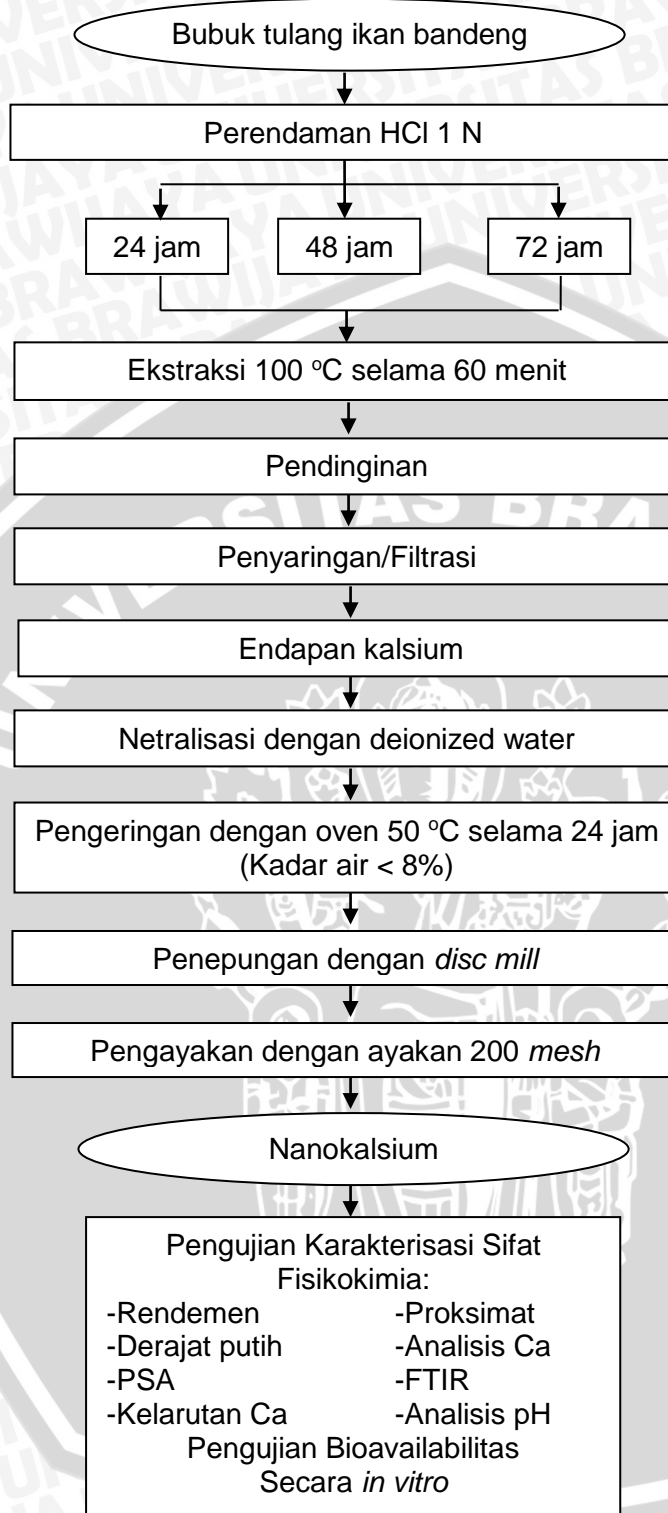 Bubuk tulang ikan bandeng
Perendaman HCl 1 N
24 jam
48 jam
72 jam
Ekstraksi 100 °C selama 60 menit
Pendinginan
Penyaringan/Filtrasi
Endapan kalsium
Netralisasi dengan deionized water
Pengeringan dengan oven 50 °C selama 24 jam
(Kadar air < 8%)
Penepungan dengan disc mill
Pengayakan dengan ayakan 200 mesh
Nanokalsium
Pengujian Karakterisasi Sifat
Fisikokimia:
-Rendemen -Proksimat
-Derajat putih -Analisis Ca
-PSA -FTIR
-Kelarutan Ca -Analisis pH
Pengujian Bioavailabilitas
Secara in vitro